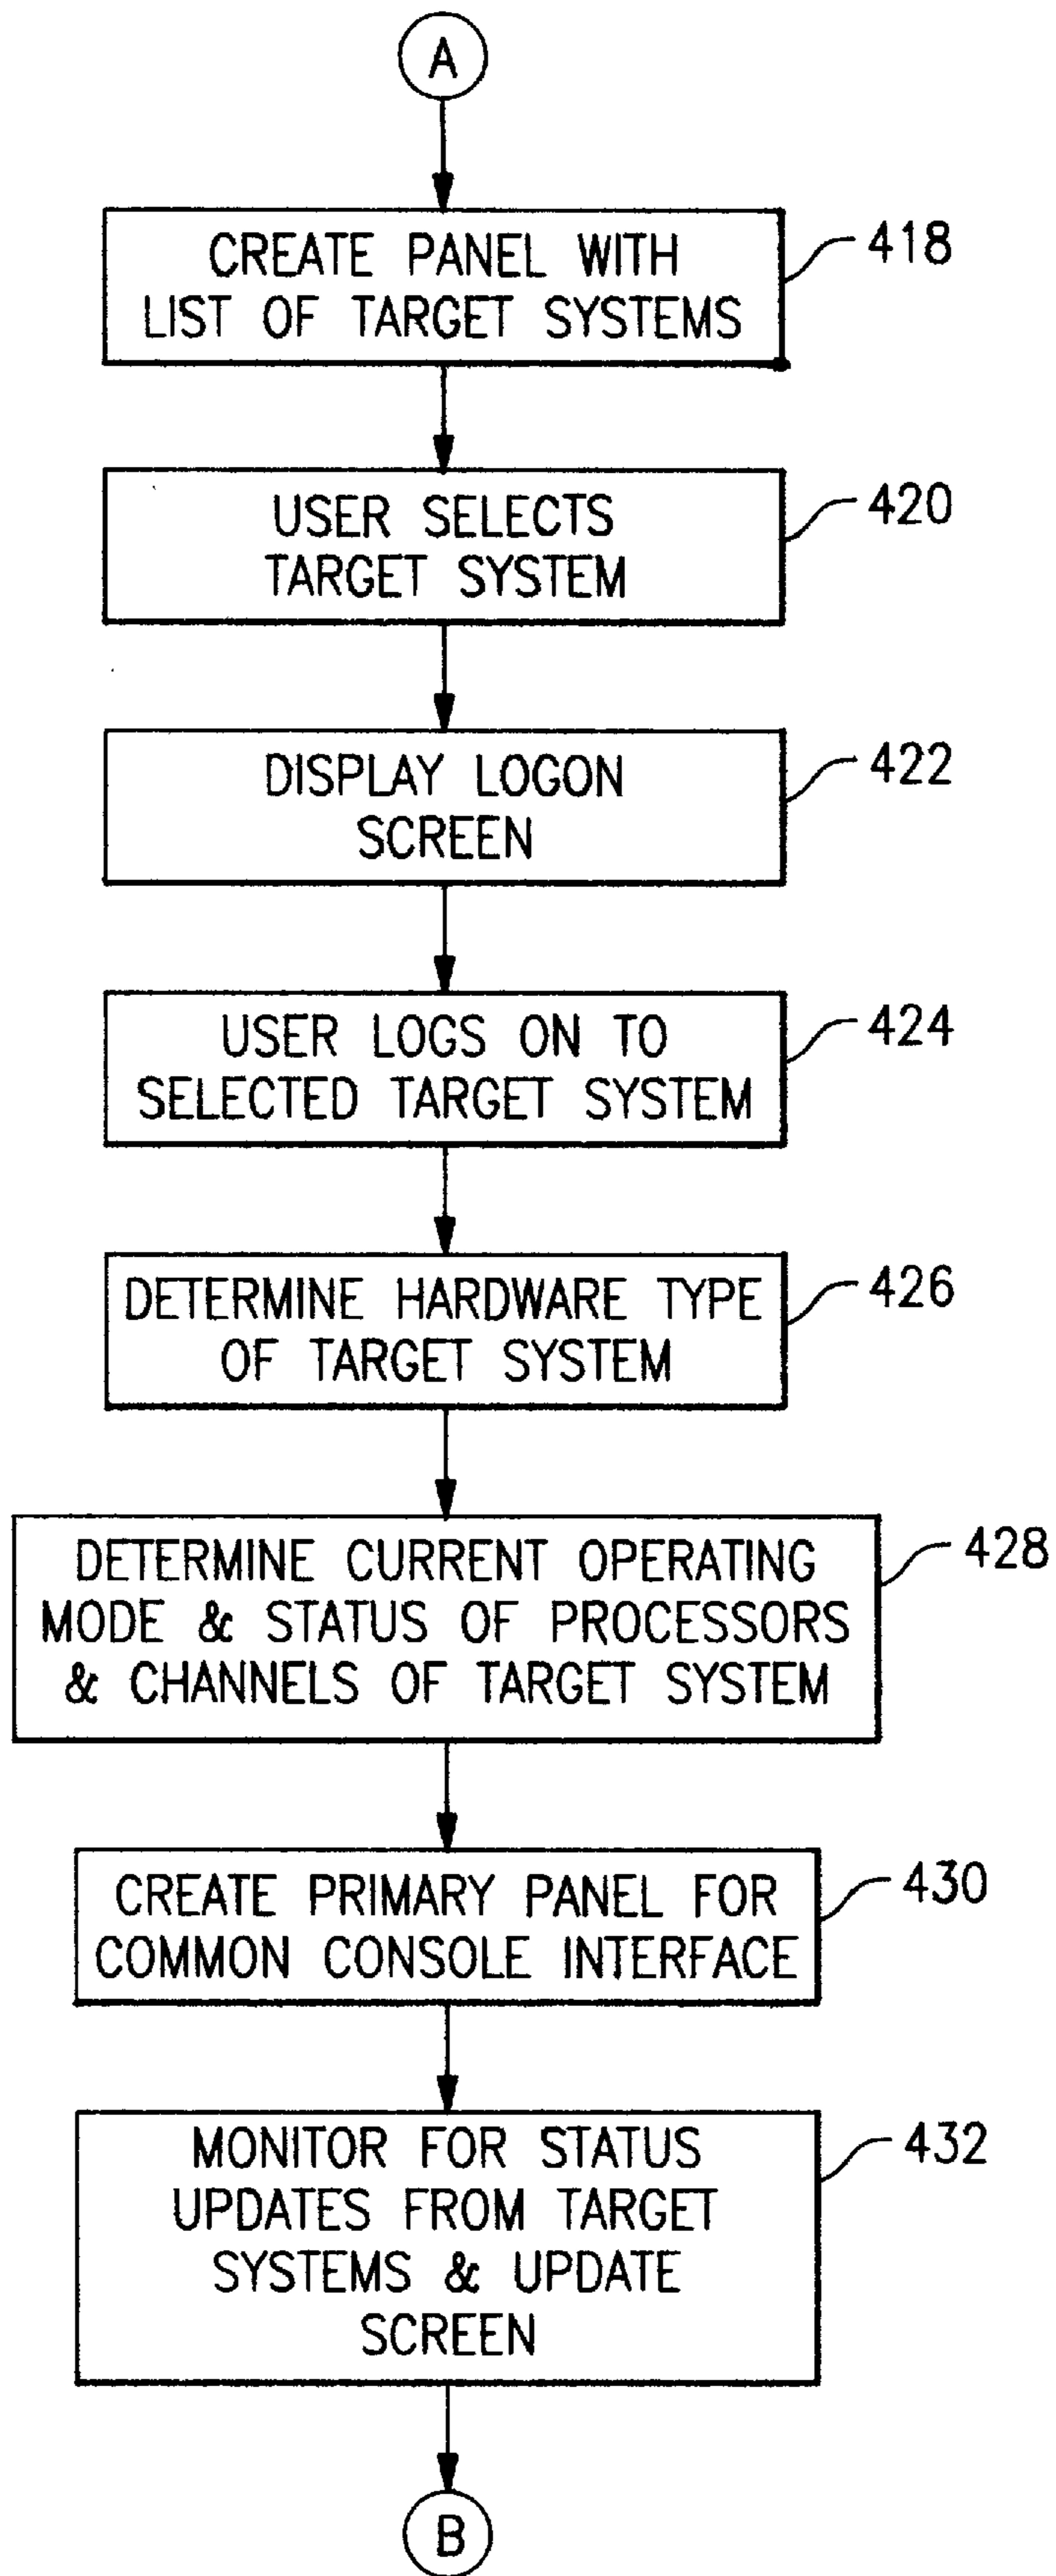 A
CREATE PANEL WITH
LIST OF TARGET SYSTEMS
418
USER SELECTS
TARGET SYSTEM
420
DISPLAY LOGON
SCREEN
422
USER LOGS ON TO
SELECTED TARGET SYSTEM
424
DETERMINE HARDWARE TYPE
OF TARGET SYSTEM
426
DETERMINE CURRENT OPERATING
MODE & STATUS OF PROCESSORS
& CHANNELS OF TARGET SYSTEM
428
CREATE PRIMARY PANEL FOR
COMMON CONSOLE INTERFACE
430
MONITOR FOR STATUS
UPDATES FROM TARGET
SYSTEMS & UPDATE
SCREEN
432
B